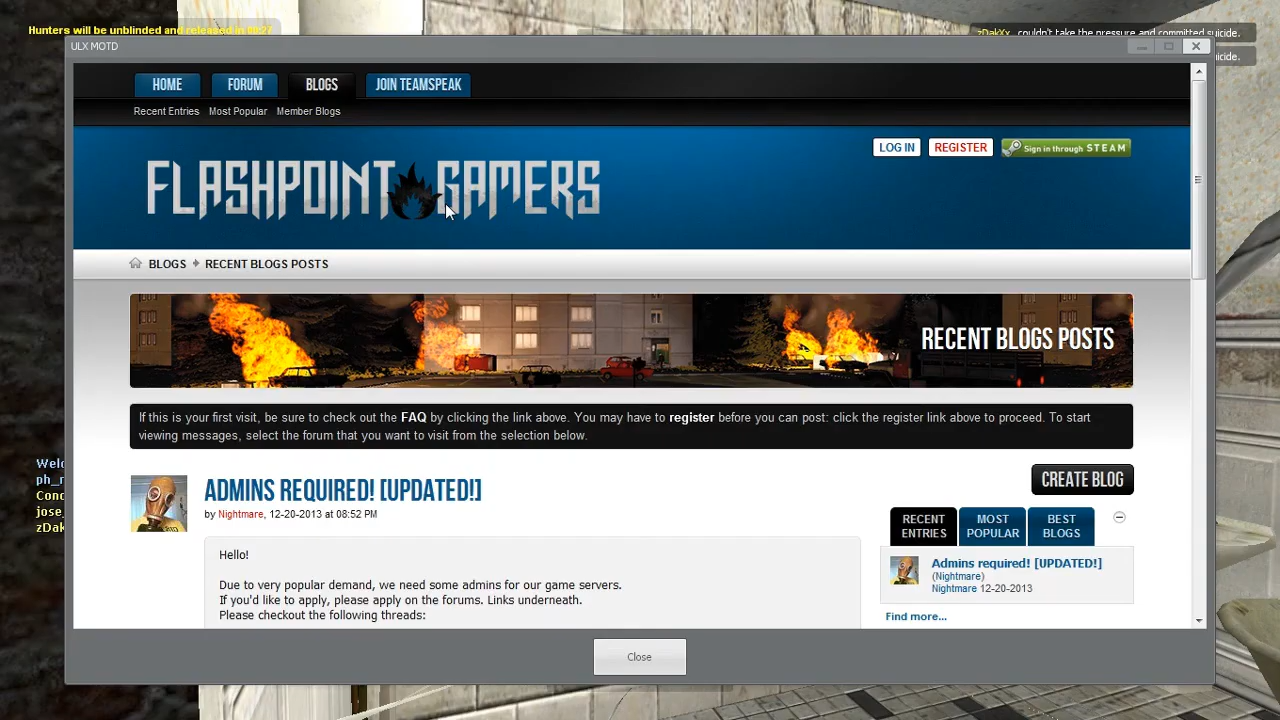 Hunters will be unblinded and released in
zDakXx couldn't take the pressure and committed suicide.
icide.
ULX MOTD
HOME FORUM BLOGS JOIN TEAMSPEAK
Recent Entries Most Popular Member Blogs
LOG IN REGISTER Sign in through STEAM
FLASHPOINT GAMERS
BLOGS RECENT BLOGS POSTS
RECENT BLOGS POSTS
If this is your first visit, be sure to check out the FAQ by clicking the link above. You may have to register before you can post: click the register link above to proceed. To start
viewing messages, select the forum that you want to visit from the selection below.
CREATE BLOG
ADMINS REQUIRED! [UPDATED!]
by Nightmare, 12-20-2013 at 08:52 PM
RECENT ENTRIES
MOST POPULAR
BEST BLOGS
Hello!
Due to very popular demand, we need some admins for our game servers.
If you'd like to apply, please apply on the forums. Links underneath.
Please checkout the following threads:
Admins required! [UPDATED!]
(Nightmare)
Nightmare 12-20-2013
Find more...
Welc
ph_r
Conc
jose_
zDak
Close